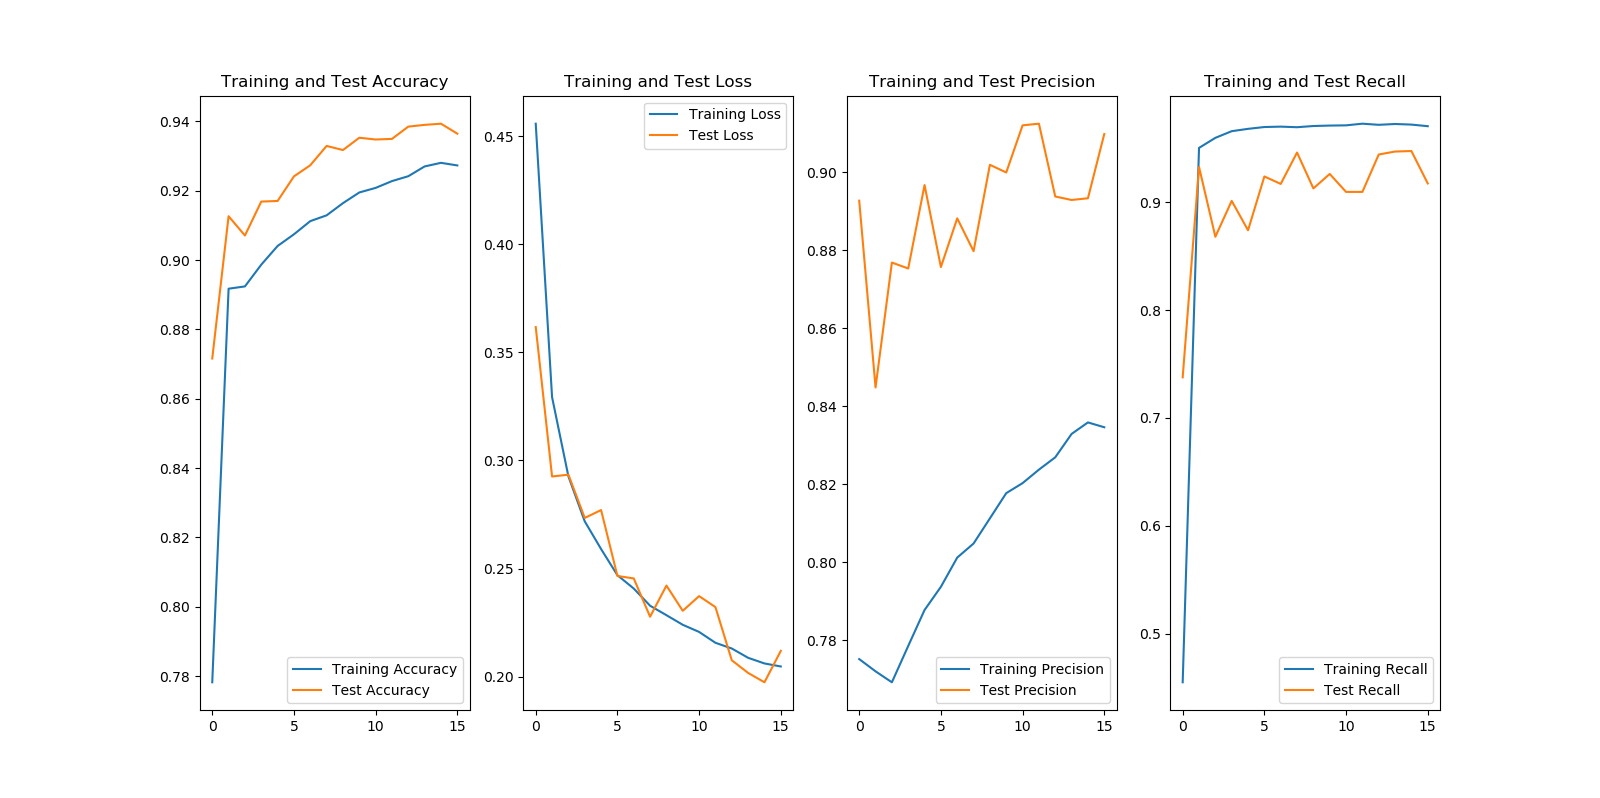 Training and Test Accuracy
0.94
0.92
0.90
0.88
0.86
0.84
0.82
0.80
0.78
Training Accuracy
Test Accuracy
0 5 10 15
Training and Test Loss
Training Loss
Test Loss
0.45
0.40
0.35
0.30
0.25
0.20
0 5 10 15
Training and Test Precision
0.90
0.88
0.86
0.84
0.82
0.80
0.78
Training Precision
Test Precision
0 5 10 15
Training and Test Recall
0.9
0.8
0.7
0.6
0.5
Training Recall
Test Recall
0 5 10 15